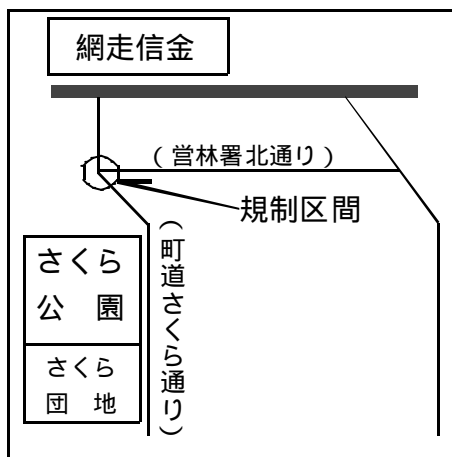 網走信金
(営林署北通り)
規制区間
(町道さくら通り)
さくら
公　園
さくら
団　地